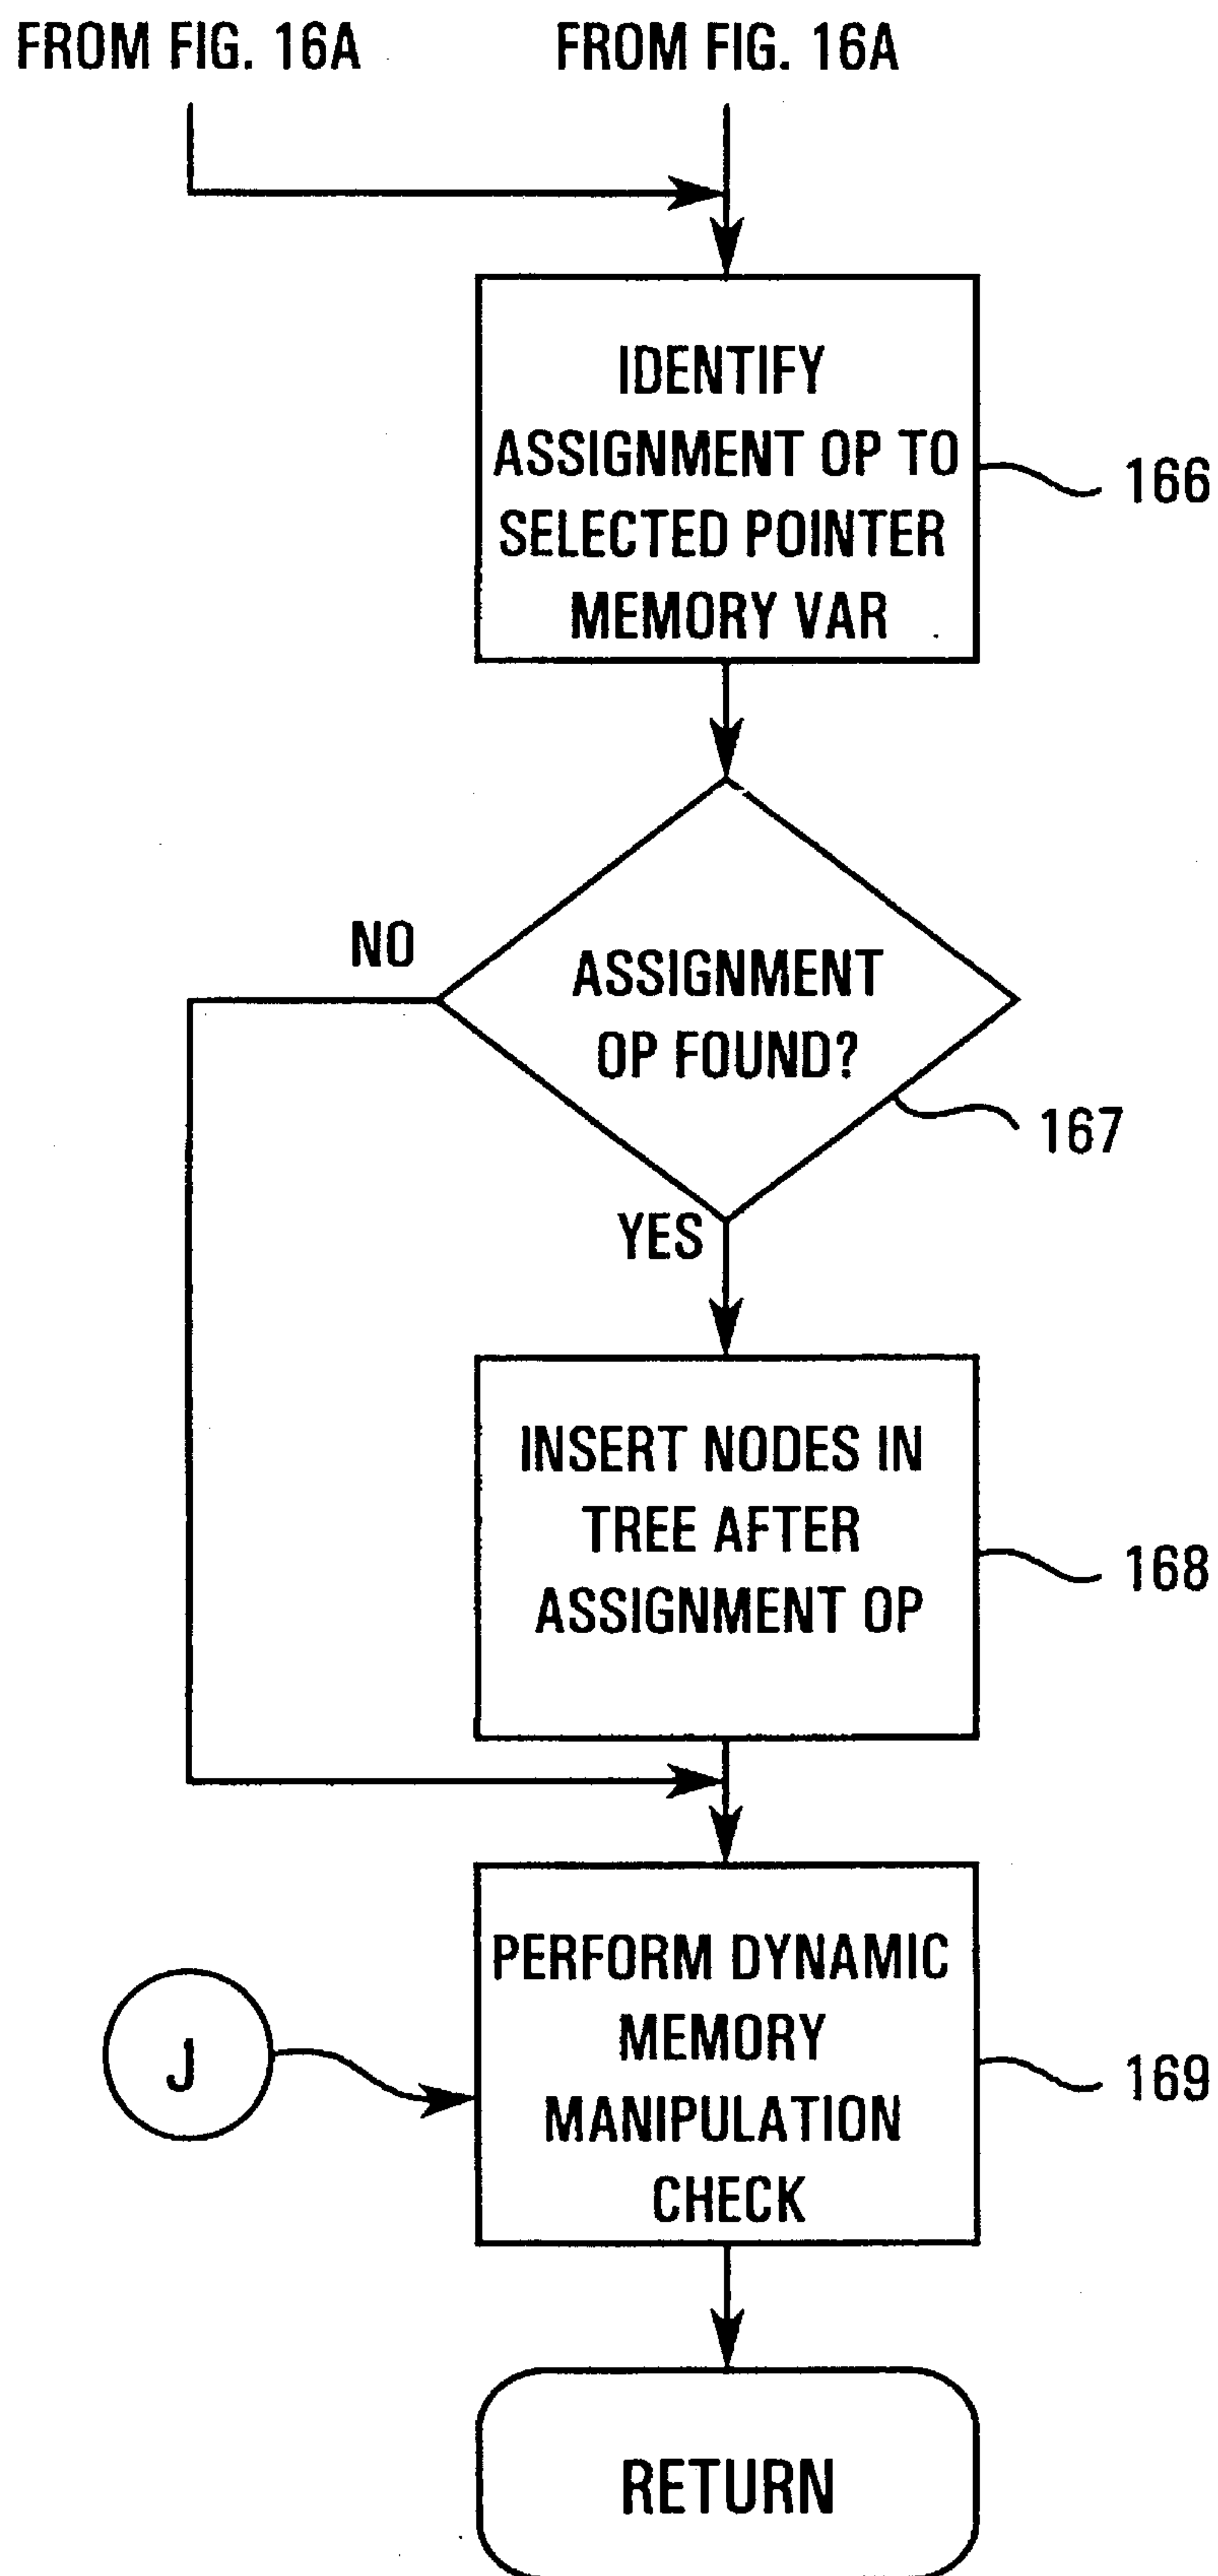 FROM FIG. 16A
FROM FIG. 16A
IDENTIFY
ASSIGNMENT OP TO
SELECTED POINTER
MEMORY VAR
166
NO
ASSIGNMENT
OP FOUND?
167
YES
INSERT NODES IN
TREE AFTER
ASSIGNMENT OP
168
PERFORM DYNAMIC
MEMORY
MANIPULATION
CHECK
J
169
RETURN